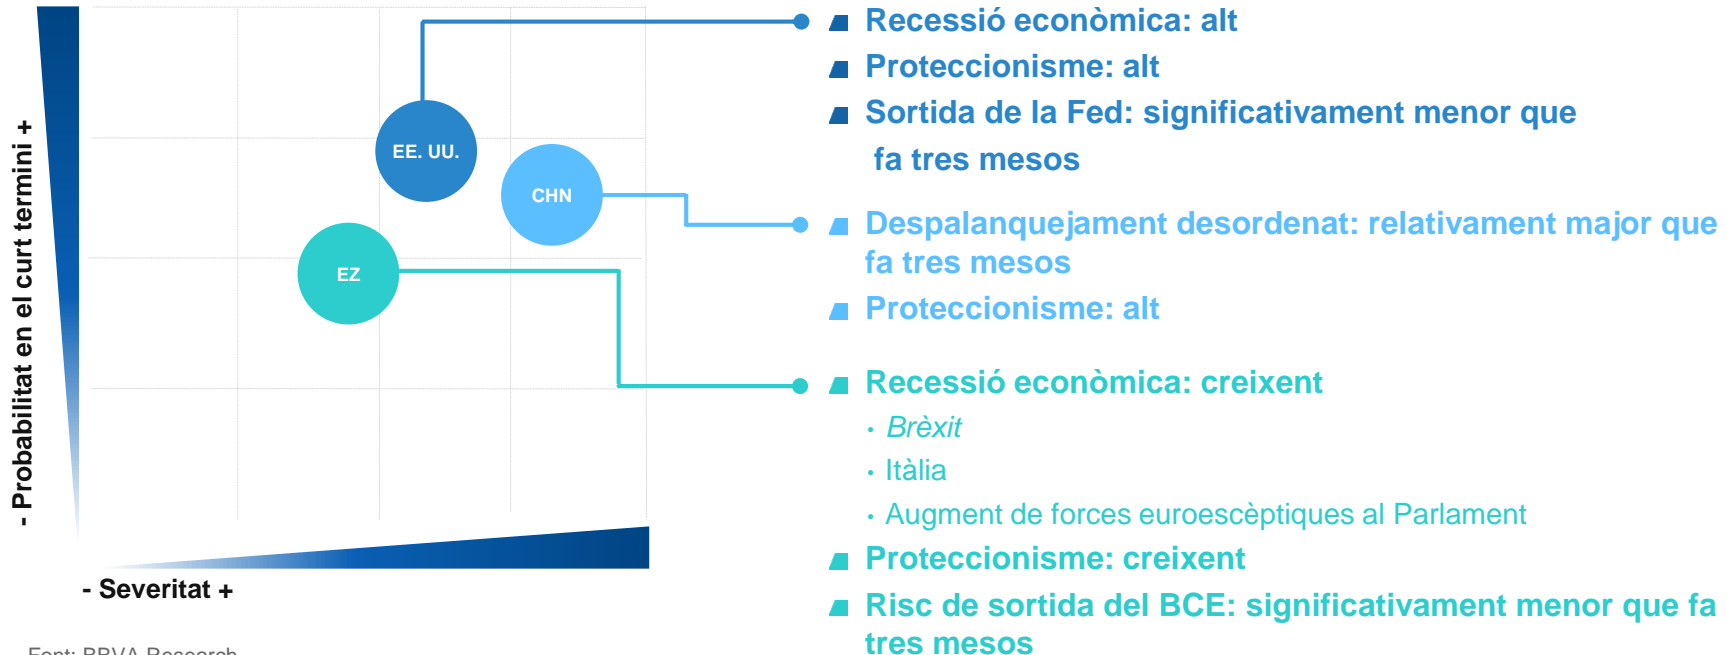 - Probabilitat en el curt termini +
EE. UU.
CHN
EZ
- Severitat +
Recessió econòmica: alt
Proteccionisme: alt
Sortida de la Fed: significativament menor que
fa tres mesos
Despalanquejament desordenat: relativament major que
fa tres mesos
Proteccionisme: alt
Recessió econòmica: creixent
• Brèxit
• Itàlia
• Augment de forces euroescèptiques al Parlament
Proteccionisme: creixent
Risc de sortida del BCE: significativament menor que fa
tres mesos
Font: BBVA Research